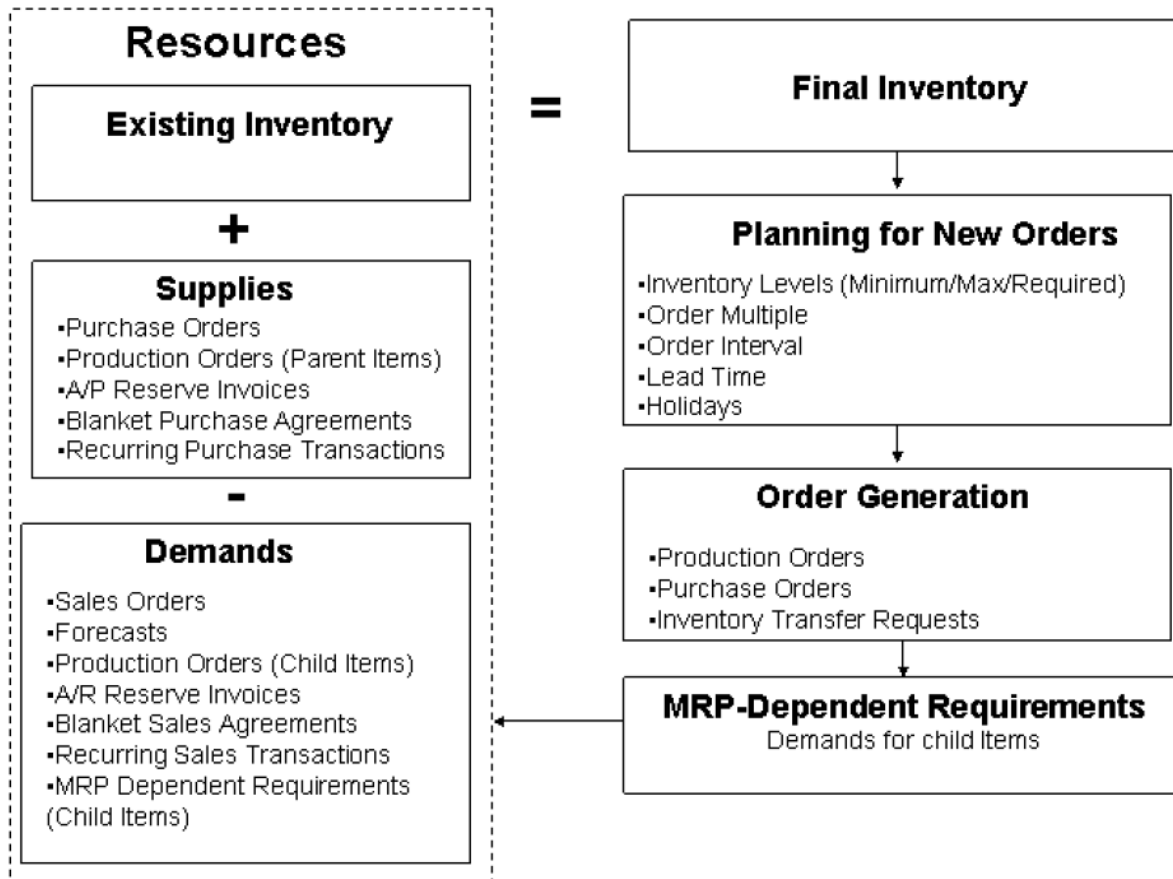 Resources
Existing Inventory
+
Supplies
▪Purchase Orders
▪Production Orders (Parent Items)
▪A/P Reserve Invoices
▪Blanket Purchase Agreements
▪Recurring Purchase Transactions
-
Demands
▪Sales Orders
▪Forecasts
▪Production Orders (Child Items)
▪A/R Reserve Invoices
▪Blanket Sales Agreements
▪Recurring Sales Transactions
▪MRP Dependent Requirements
(Child Items)
=
Final Inventory
Planning for New Orders
▪Inventory Levels (Minimum/Max/Required)
▪Order Multiple
▪Order Interval
▪Lead Time
▪Holidays
Order Generation
▪Production Orders
▪Purchase Orders
▪Inventory Transfer Requests
MRP-Dependent Requirements
Demands for child Items